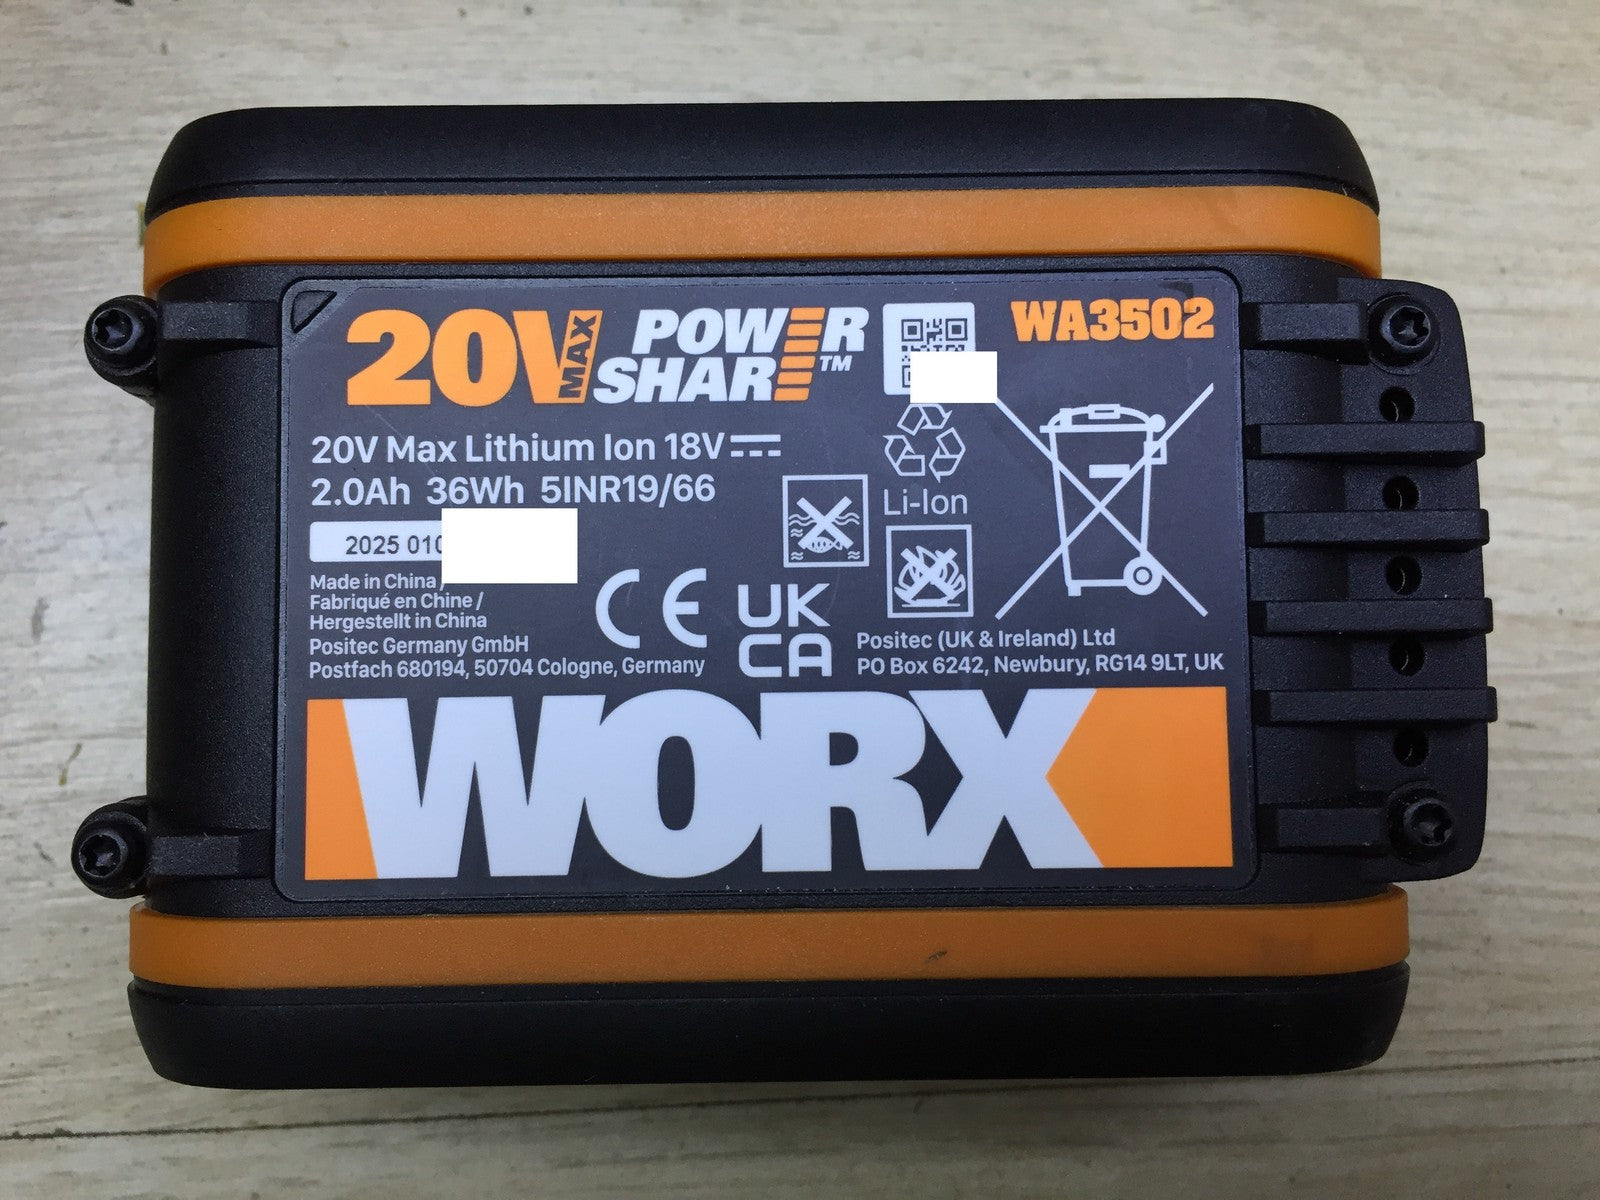 20V MAX POWER SHARE™
WA3502
20V Max Lithium Ion 18V
2.0Ah 36Wh 5INR19/66
Li-Ion
2025 010
Made in China /
Fabriqué en Chine /
Hergestellt in China
Positec Germany GmbH
Postfach 680194, 50704 Cologne, Germany
CE
UK
CA
Positec (UK & Ireland) Ltd
PO Box 6242, Newbury, RG14 9LT, UK
WORX